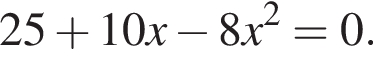 25 + 10x − 8x² = 0.